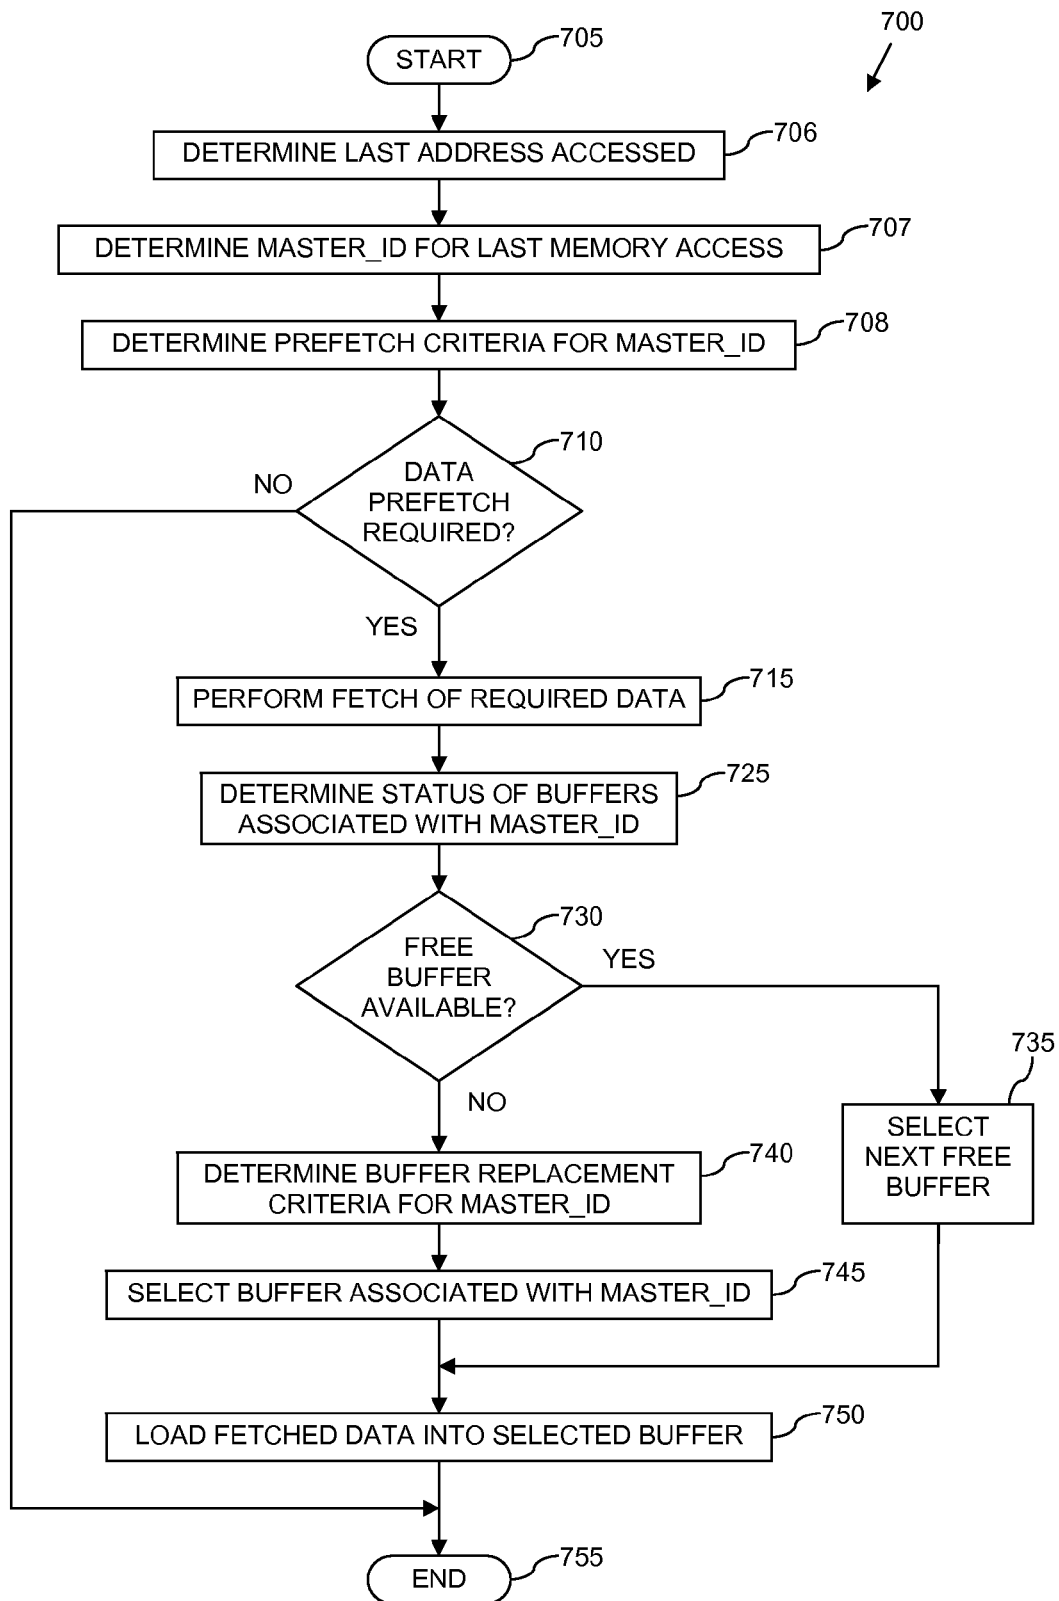 700
START
705
DETERMINE LAST ADDRESS ACCESSED
706
DETERMINE MASTER_ID FOR LAST MEMORY ACCESS
707
DETERMINE PREFETCH CRITERIA FOR MASTER_ID
708
DATA
PREFETCH
REQUIRED?
710
NO
YES
PERFORM FETCH OF REQUIRED DATA
715
DETERMINE STATUS OF BUFFERS
ASSOCIATED WITH MASTER_ID
725
FREE
BUFFER
AVAILABLE?
730
YES
NO
SELECT
NEXT FREE
BUFFER
735
DETERMINE BUFFER REPLACEMENT
CRITERIA FOR MASTER_ID
740
SELECT BUFFER ASSOCIATED WITH MASTER_ID
745
LOAD FETCHED DATA INTO SELECTED BUFFER
750
END
755